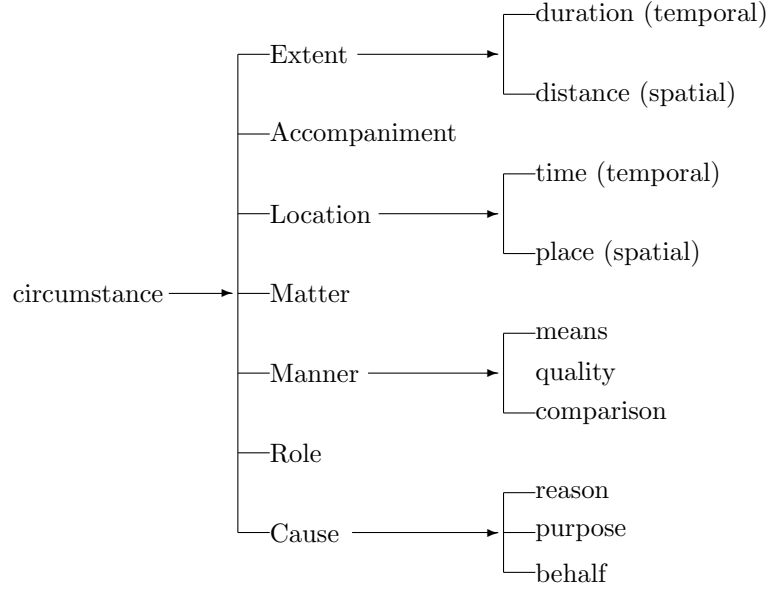 duration (temporal)
Extent
distance (spatial)
Accompaniment
time (temporal)
Location
place (spatial)
circumstance
Matter
means
Manner
quality
comparison
Role
reason
Cause
purpose
behalf